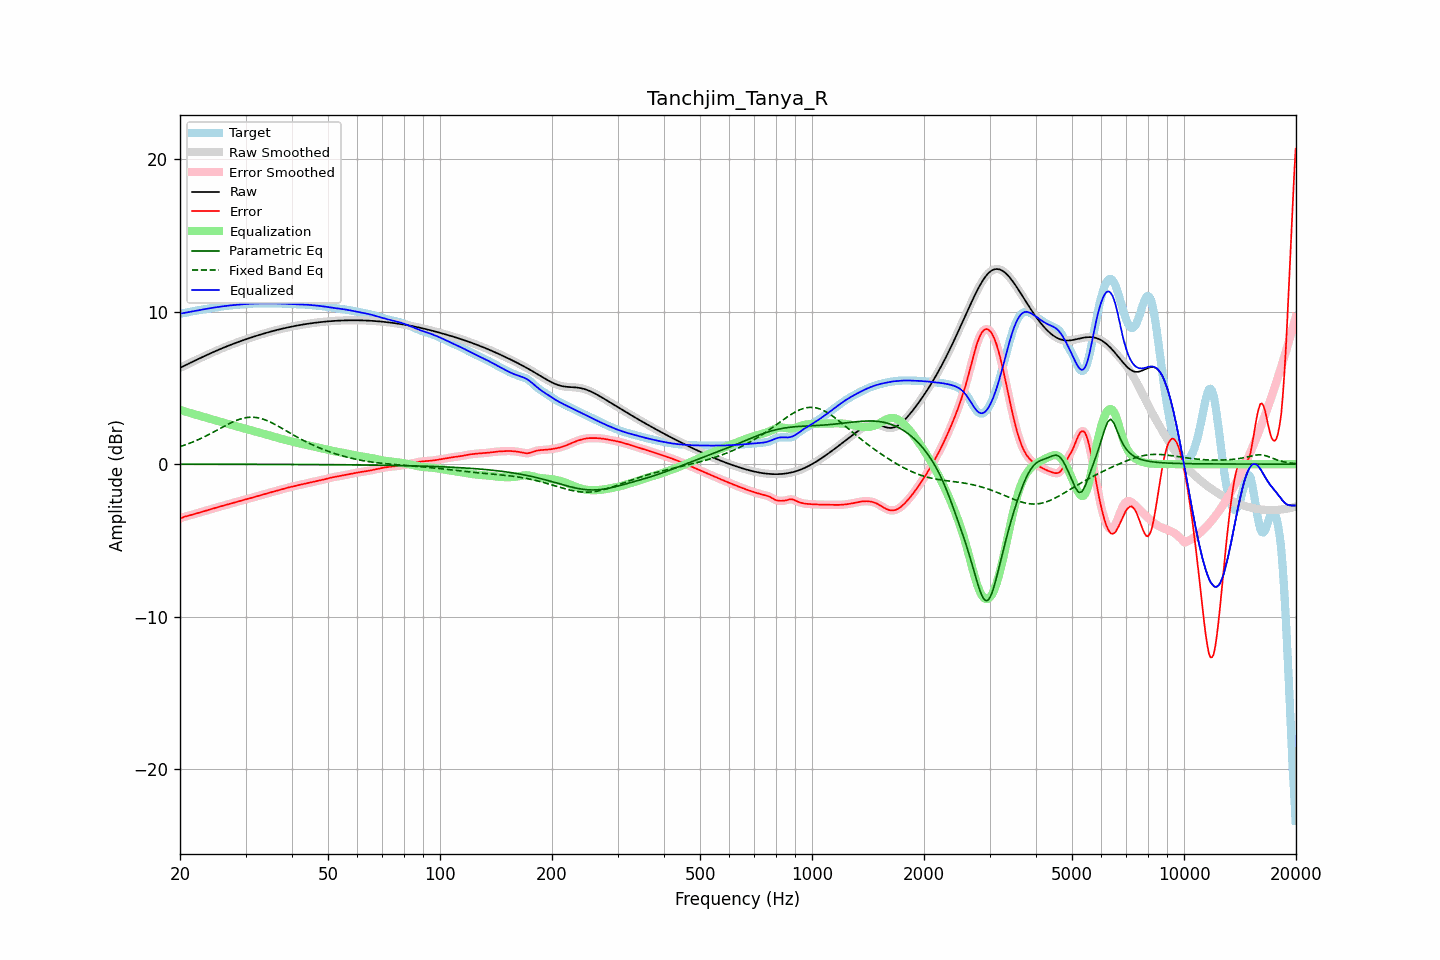 Tanchjim_Tanya_R
Target
Raw Smoothed
Error Smoothed
Raw
Error
Equalization
Parametric Eq
Fixed Band Eq
Equalized
20
10
0
−10
−20
Amplitude (dBr)
20 50 100 200 500 1000 2000 5000 10000 20000
Frequency (Hz)